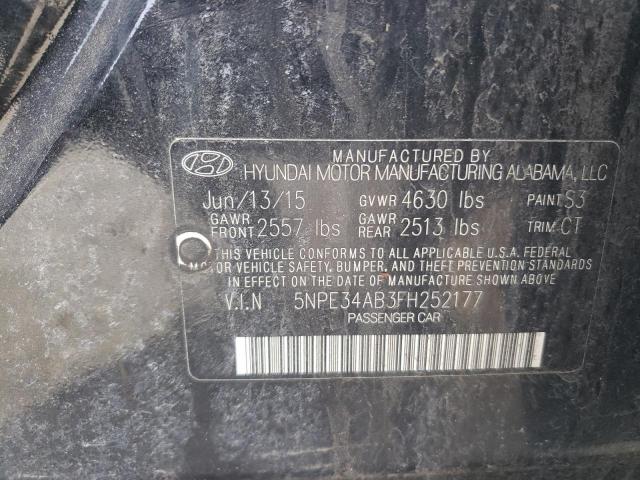 MANUFACTURED BY
HYUNDAI MOTOR MANUFACTURING ALABAMA, LLC
Jun/13/15 GVWR 4630 lbs PAINT S3
GAWR FRONT 2557 lbs GAWR REAR 2513 lbs TRIM CT
THIS VEHICLE CONFORMS TO ALL APPLICABLE U.S.A. FEDERAL
MOTOR VEHICLE SAFETY, BUMPER, AND THEFT PREVENTION STANDARDS
IN EFFECT ON THE DATE OF MANUFACTURE SHOWN ABOVE
V.I.N 5NPE34AB3FH252177
PASSENGER CAR